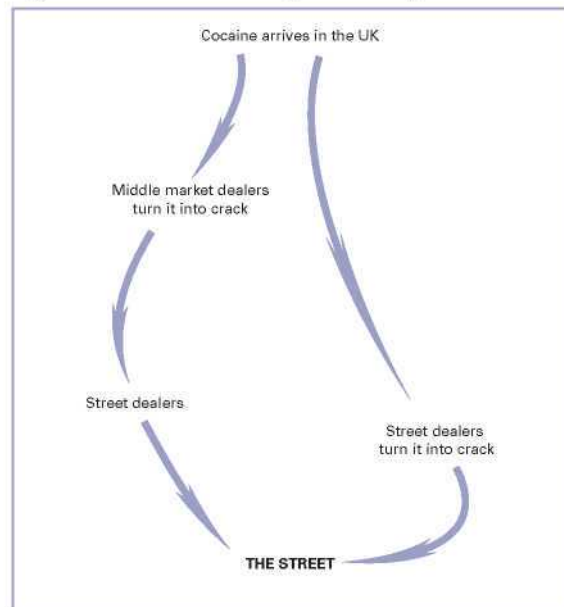 Cocaine arrives in the UK
Middle market dealers
turn it into crack
Street dealers
Street dealers
turn it into crack
THE STREET